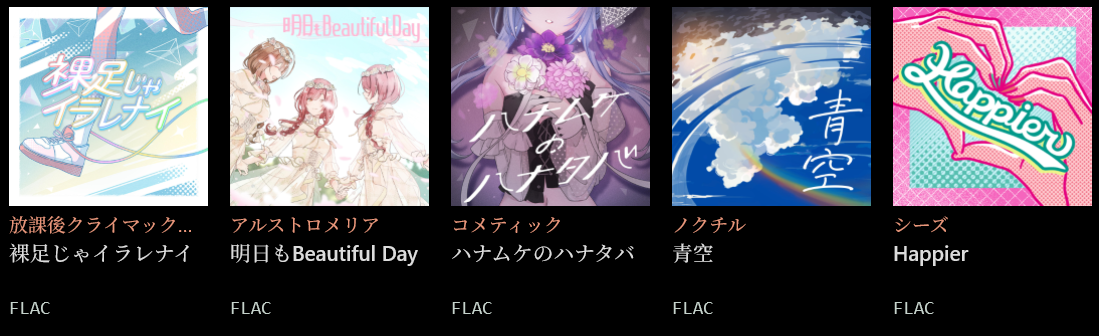 裸足じゃ
イラレナイ
明日もBeautiful Day
ハナムケ
の
ハナタバ
青
空
Happier
放課後クライマック...
アルストロメリア
コメティック
ノクチル
シーズ
裸足じゃイラレナイ
明日もBeautiful Day
ハナムケのハナタバ
青空
Happier
FLAC
FLAC
FLAC
FLAC
FLAC